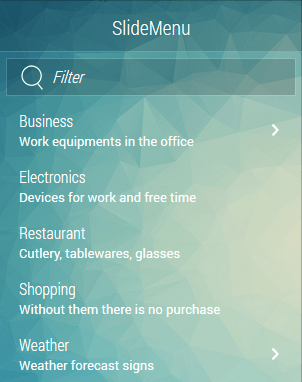 SlideMenu
Filter
Business
Work equipments in the office
Electronics
Devices for work and free time
Restaurant
Cutlery, tablewares, glasses
Shopping
Without them there is no purchase
Weather
Weather forecast signs